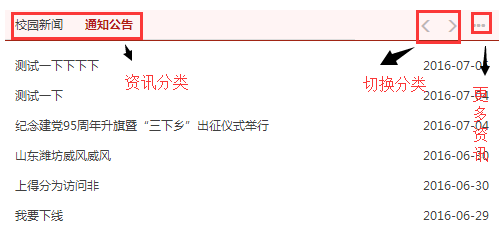 校园新闻 通知公告
资讯分类
切换分类
更多资讯
测试一下下下下 2016-07-05
测试一下 2016-07-04
纪念建党95周年升旗暨“三下乡”出征仪式举行 2016-07-04
山东潍坊威风威风 2016-06-30
上得分为访问非 2016-06-30
我要下线 2016-06-29